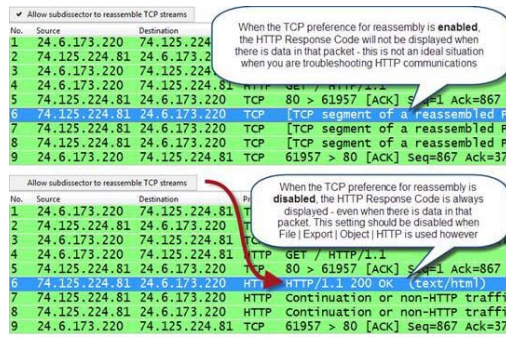 ✔ Allow subdissector to reassemble TCP streams
No. Source Destination
1 24.6.173.220 74.125.224
2 74.125.224.81 24.6.173.2
3 24.6.173.220 74.125.22
4 24.6.173.220 74.125.224.81 HTTP GET / HTTP/1.1
5 74.125.224.81 24.6.173.220 TCP 80 > 61957 [ACK] Seq=1 Ack=867
6 74.125.224.81 24.6.173.220 TCP [TCP segment of a reassembled P
7 74.125.224.81 24.6.173.220 TCP [TCP segment of a reassembled P
8 74.125.224.81 24.6.173.220 TCP [TCP segment of a reassembled P
9 24.6.173.220 74.125.224.81 TCP 61957 > 80 [ACK] Seq=867 Ack=37
When the TCP preference for reassembly is enabled,
the HTTP Response Code will not be displayed when
there is data in that packet - this is not an ideal situation
when you are troubleshooting HTTP communications
Allow subdissector to reassemble TCP streams
No. Source Destination
1 24.6.173.220 74.125.224.81
2 74.125.224.81 24.6.173.220
3 24.6.173.220 74.125.224.81
4 24.6.173.220 74.125.224.81 GET / HTTP/1.1
5 74.125.224.81 24.6.173.220 TCP 80 > 61957 [ACK] Seq=1 Ack=867
6 74.125.224.81 24.6.173.220 HTTP/1.1 200 OK (text/html)
7 74.125.224.81 24.6.173.220 HTTP Continuation or non-HTTP traffi
8 74.125.224.81 24.6.173.220 HTTP Continuation or non-HTTP traffi
9 24.6.173.220 74.125.224.81 TCP 61957 > 80 [ACK] Seq=867 Ack=37
When the TCP preference for reassembly is
disabled, the HTTP Response Code is always
displayed - even when there is data in that
packet. This setting should be disabled when
File | Export | Object | HTTP is used however